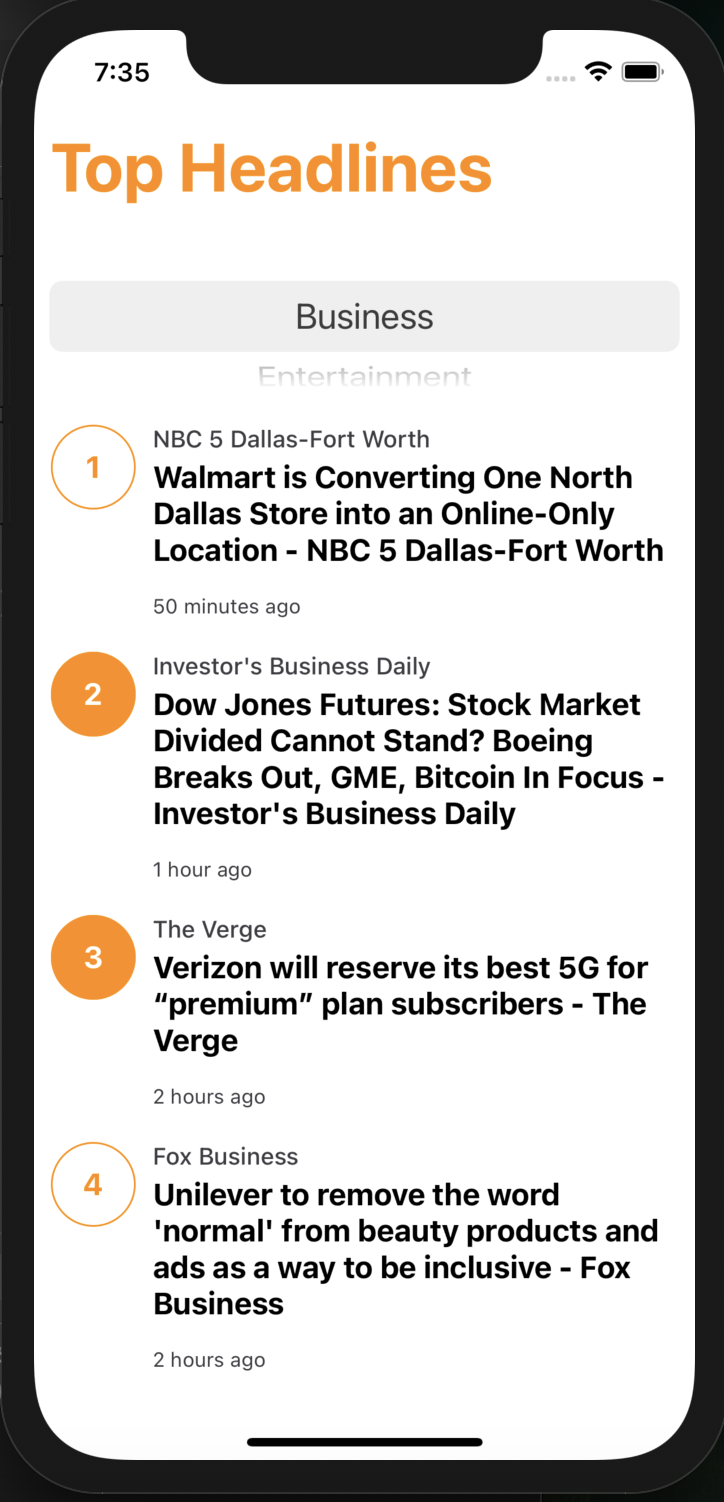 7:35
Top Headlines
Business
Entertainment
1
NBC 5 Dallas-Fort Worth
Walmart is Converting One North
Dallas Store into an Online-Only
Location - NBC 5 Dallas-Fort Worth
50 minutes ago
2
Investor's Business Daily
Dow Jones Futures: Stock Market
Divided Cannot Stand? Boeing
Breaks Out, GME, Bitcoin In Focus -
Investor's Business Daily
1 hour ago
3
The Verge
Verizon will reserve its best 5G for
“premium” plan subscribers - The
Verge
2 hours ago
4
Fox Business
Unilever to remove the word
'normal' from beauty products and
ads as a way to be inclusive - Fox
Business
2 hours ago